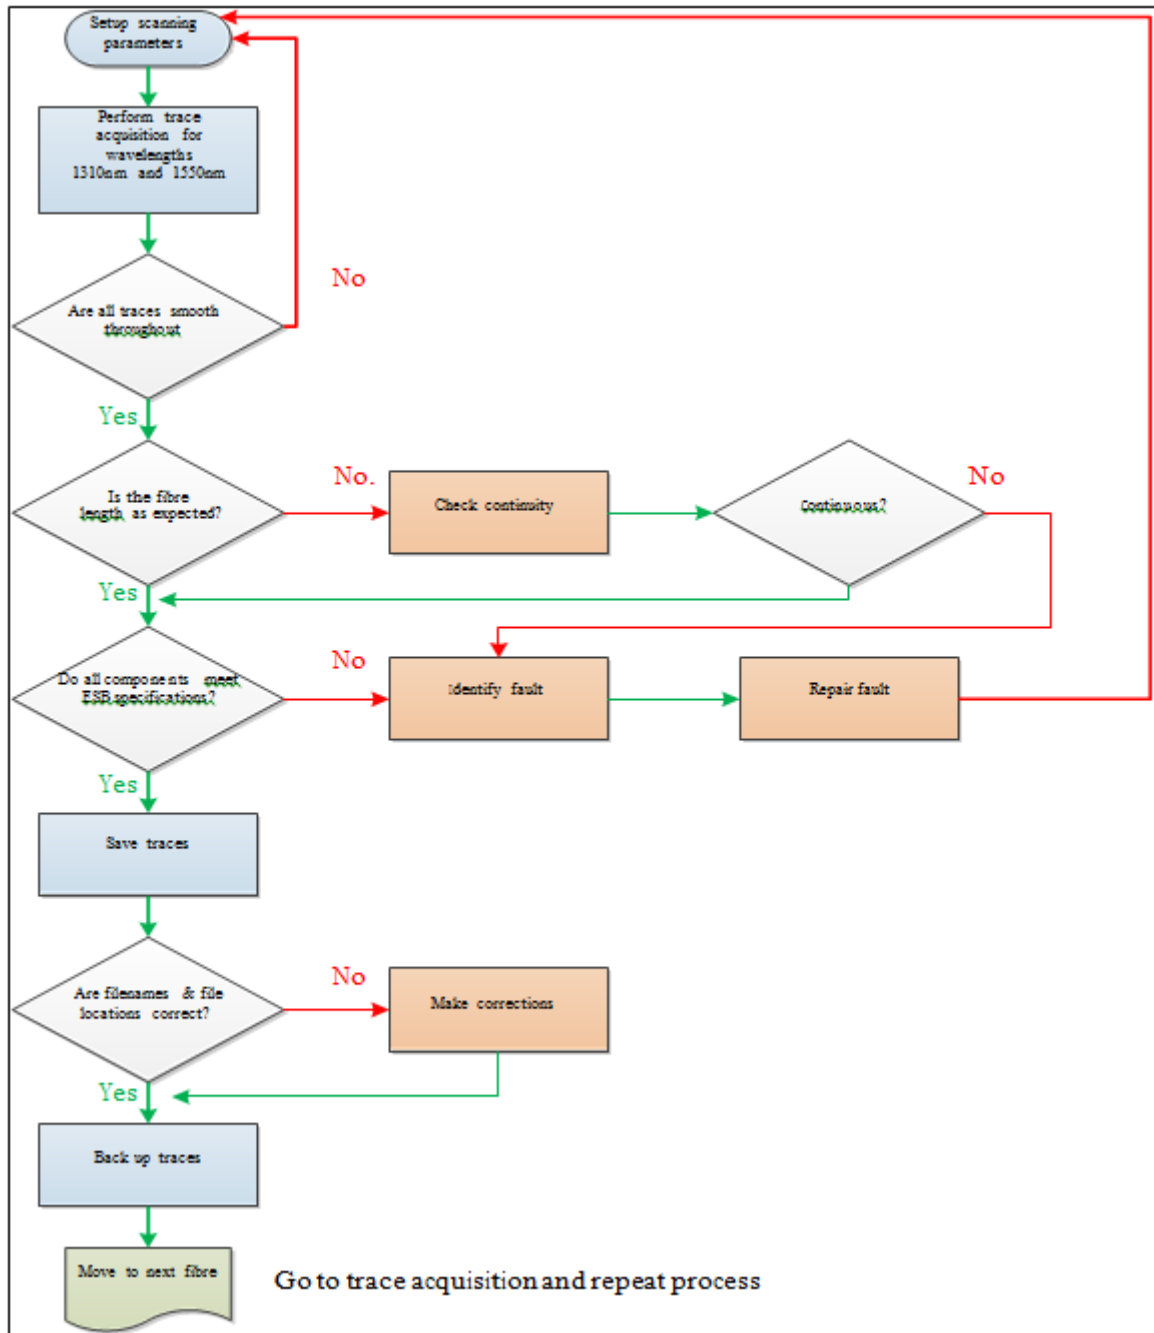 Setup scanning
parameters
Perform trace
acquisition for
wavelengths
1310nm and 1550nm
No
Are all traces smooth
throughout
Yes
Is the fibre
length as expected?
No.
Check continuity
Continuous?
No
Yes
Do all components meet
ESB specifications?
No
Identify fault
Repair fault
Yes
Save traces
Are filenames & file
locations correct?
No
Make corrections
Yes
Back up traces
Move to next fibre
Go to trace acquisition and repeat process